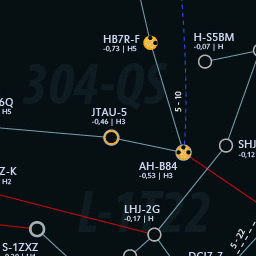 HB7R-F
-0,73 | H5
H-S5BM
-0,07 | H
304-QS
5 - 10
6Q
H5
JTAU-5
-0,46 | H3
SHJ
-0,12
AH-B84
-0,53 | H3
Z-K
H2
LHJ-2G
-0,17 | H
L-1T22
5 - 22
S-1ZXZ